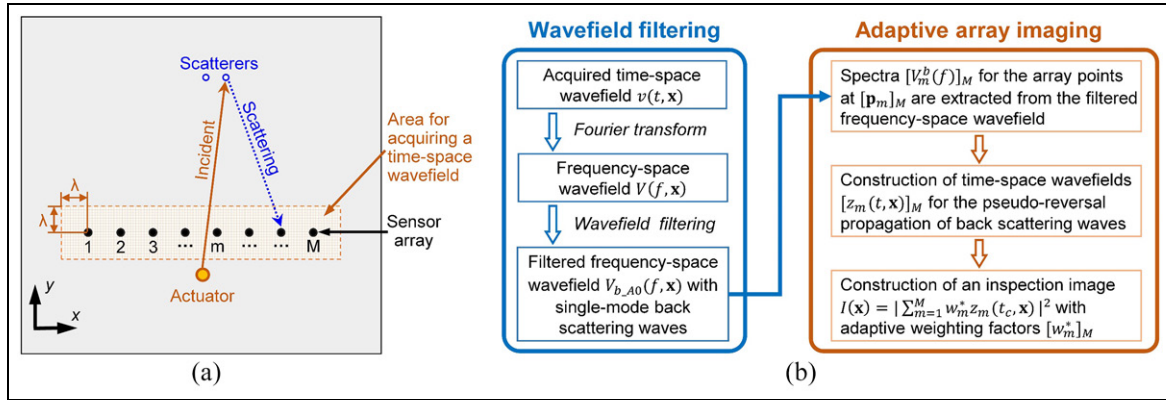 Scatterers
Incident
Scattering
Area for
acquiring a
time-space
wavefield
λ
λ
Sensor
array
1 2 3 ··· m ··· ··· M
Actuator
y
x
(a)
Wavefield filtering
Acquired time-space
wavefield v(t, x)
Fourier transform
Frequency-space
wavefield V(f, x)
Wavefield filtering
Filtered frequency-space
wavefield V_{b_A0}(f, x) with
single-mode back
scattering waves
Adaptive array imaging
Spectra [V_m^b(f)]_M for the array points
at [p_m]_M are extracted from the filtered
frequency-space wavefield
Construction of time-space wavefields
[z_m(t, x)]_M for the pseudo-reversal
propagation of back scattering waves
Construction of an inspection image
I(x) = | ∑_{m=1}^M w_m^* z_m(t_c, x) |^2 with
adaptive weighting factors [w_m^*]_M
(b)